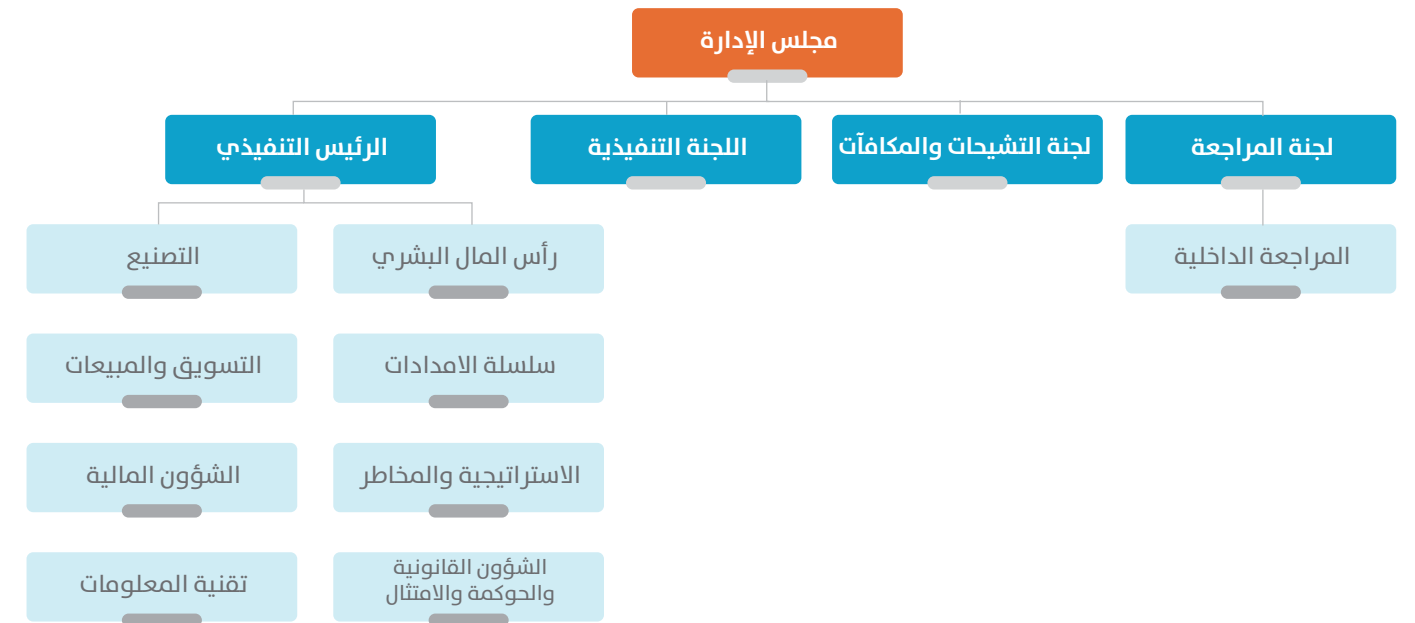 مجلس الإدارة
لجنة المراجعة
لجنة التشيحات والمكافآت
اللجنة التنفيذية
الرئيس التنفيذي
المراجعة الداخلية
رأس المال البشري
التصنيع
سلسلة الامدادات
التسويق والمبيعات
الاستراتيجية والمخاطر
الشؤون المالية
الشؤون القانونية
والحوكمة والامتثال
تقنية المعلومات